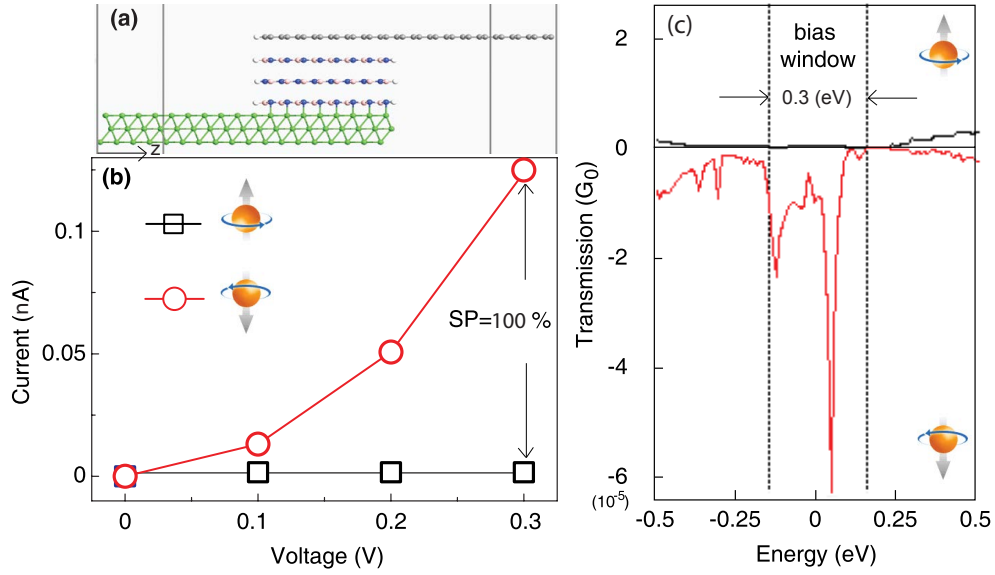 (a)
z
(b)
0.1
0.05
0
Current (nA)
SP=100 %
0
0.1
0.2
0.3
Voltage (V)
(c)
bias
window
0.3 (eV)
2
0
-2
-4
-6
(10-5)
Transmission (G0)
-0.5
-0.25
0
0.25
0.5
Energy (eV)